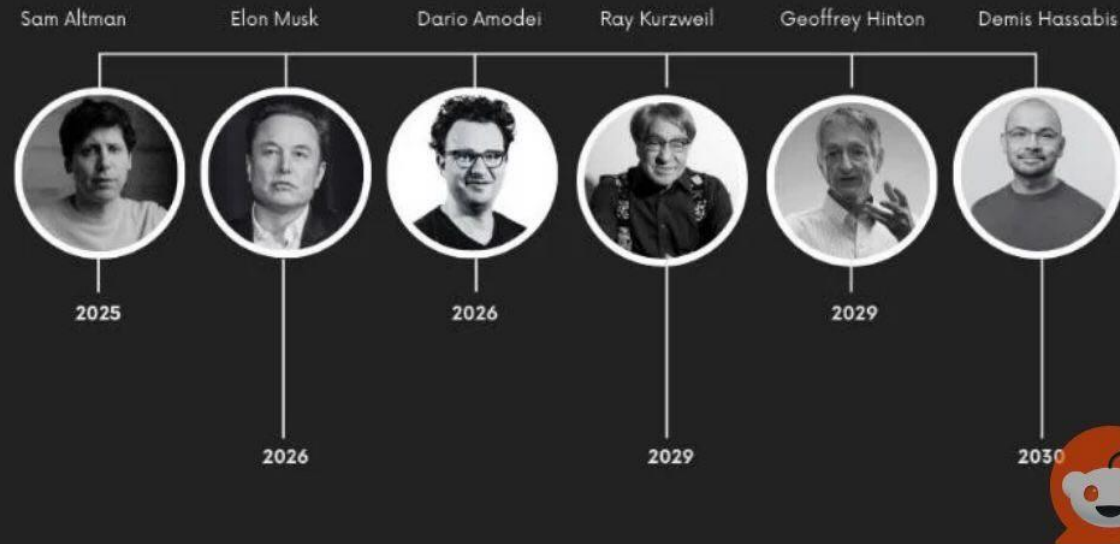 Sam Altman
Elon Musk
Dario Amodei
Ray Kurzweil
Geoffrey Hinton
Demis Hassabis
2025
2026
2029
2026
2029
2030